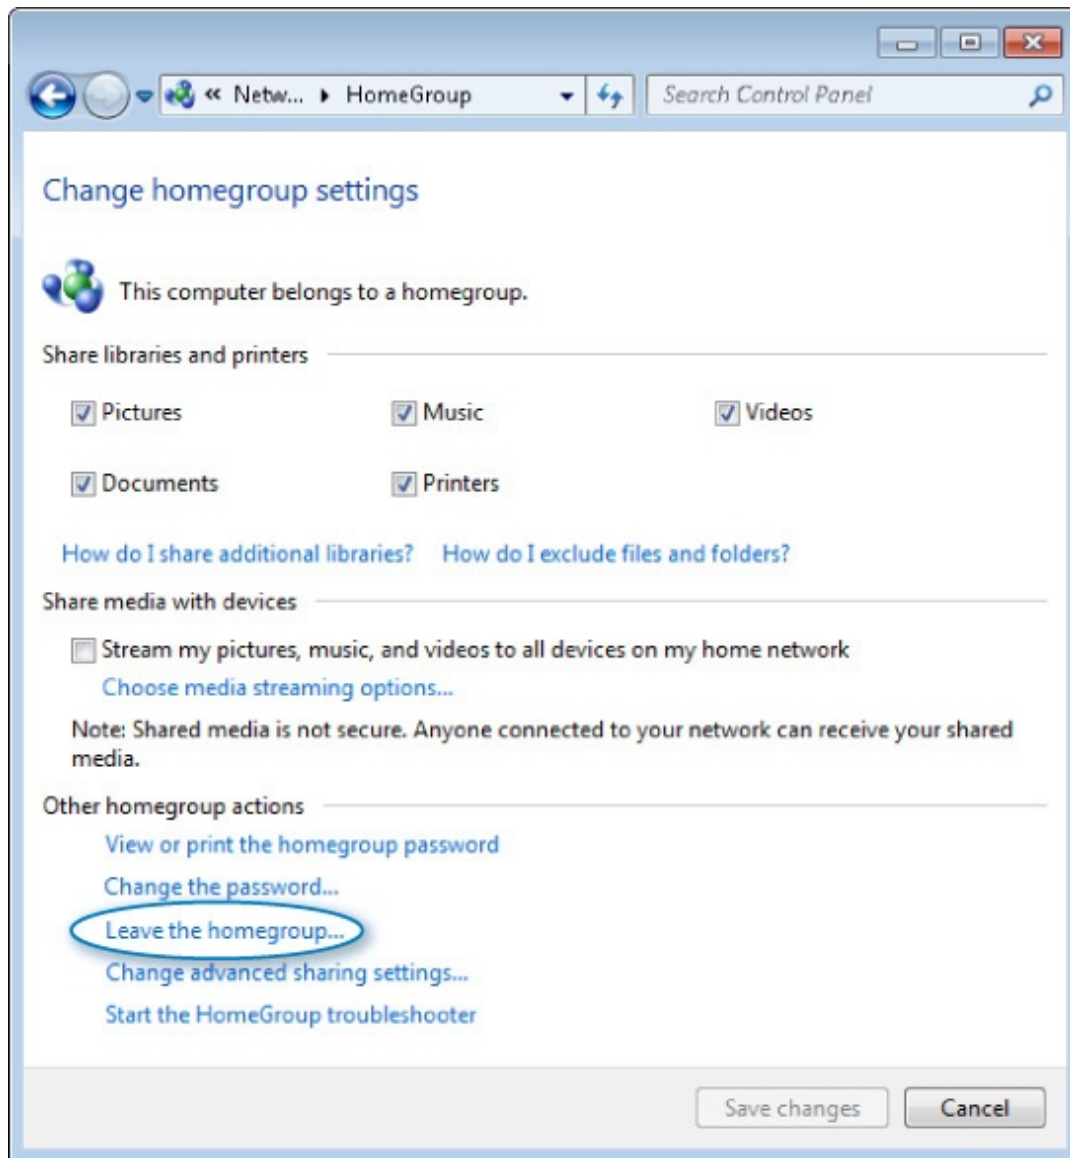 « Netw... ▸ HomeGroup
Search Control Panel
Change homegroup settings
This computer belongs to a homegroup.
Share libraries and printers
Pictures Music Videos
Documents Printers
How do I share additional libraries? How do I exclude files and folders?
Share media with devices
Stream my pictures, music, and videos to all devices on my home network
Choose media streaming options...
Note: Shared media is not secure. Anyone connected to your network can receive your shared
media.
Other homegroup actions
View or print the homegroup password
Change the password...
Leave the homegroup...
Change advanced sharing settings...
Start the HomeGroup troubleshooter
Save changes Cancel